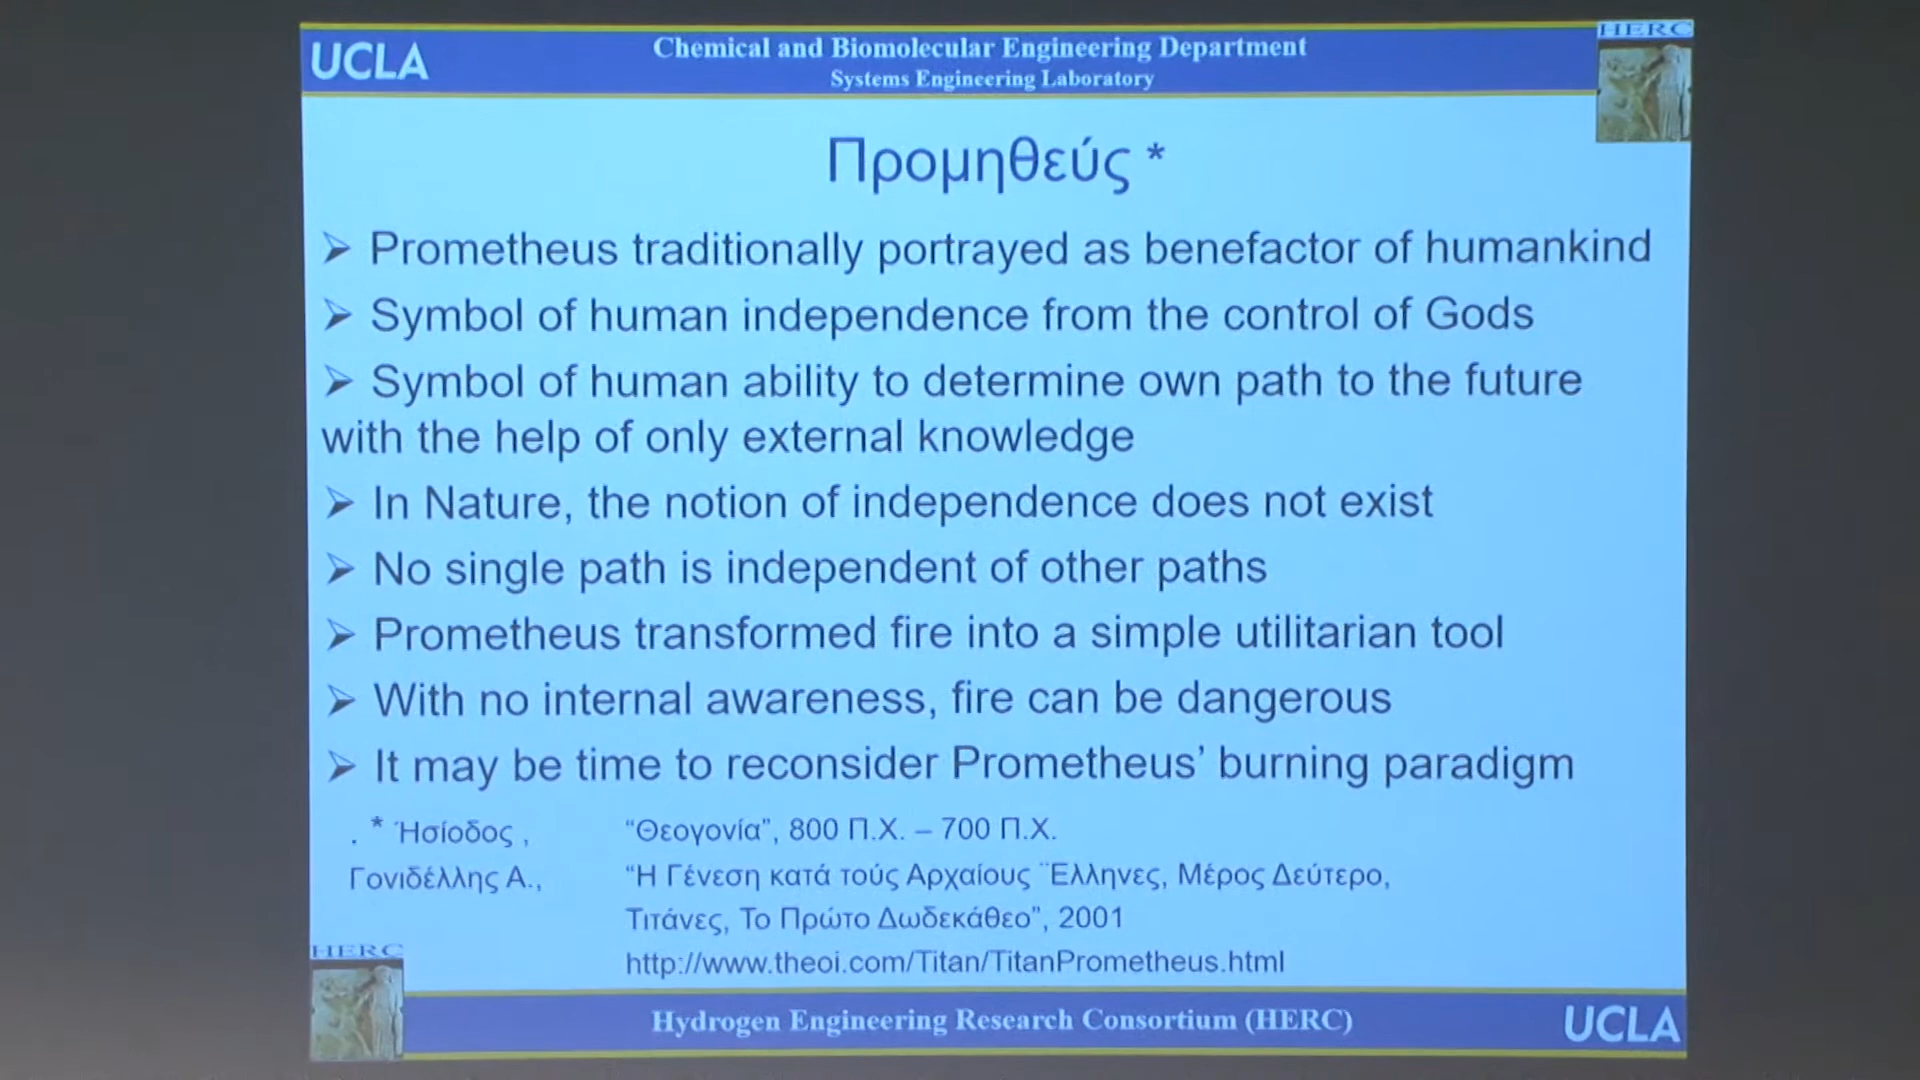 UCLA
Chemical and Biomolecular Engineering Department
Systems Engineering Laboratory
HERC
Προμηθεύς *
➢ Prometheus traditionally portrayed as benefactor of humankind
➢ Symbol of human independence from the control of Gods
➢ Symbol of human ability to determine own path to the future
with the help of only external knowledge
➢ In Nature, the notion of independence does not exist
➢ No single path is independent of other paths
➢ Prometheus transformed fire into a simple utilitarian tool
➢ With no internal awareness, fire can be dangerous
➢ It may be time to reconsider Prometheus’ burning paradigm
. * Ήσίοδος , “Θεογονία”, 800 Π.Χ. – 700 Π.Χ.
Γονιδέλλης Α., “Η Γένεση κατά τούς Αρχαίους ¨Ελληνες, Μέρος Δεύτερο,
Τιτάνες, Το Πρώτο Δωδεκάθεο”, 2001
http://www.theoi.com/Titan/TitanPrometheus.html
HERC
Hydrogen Engineering Research Consortium (HERC)
UCLA